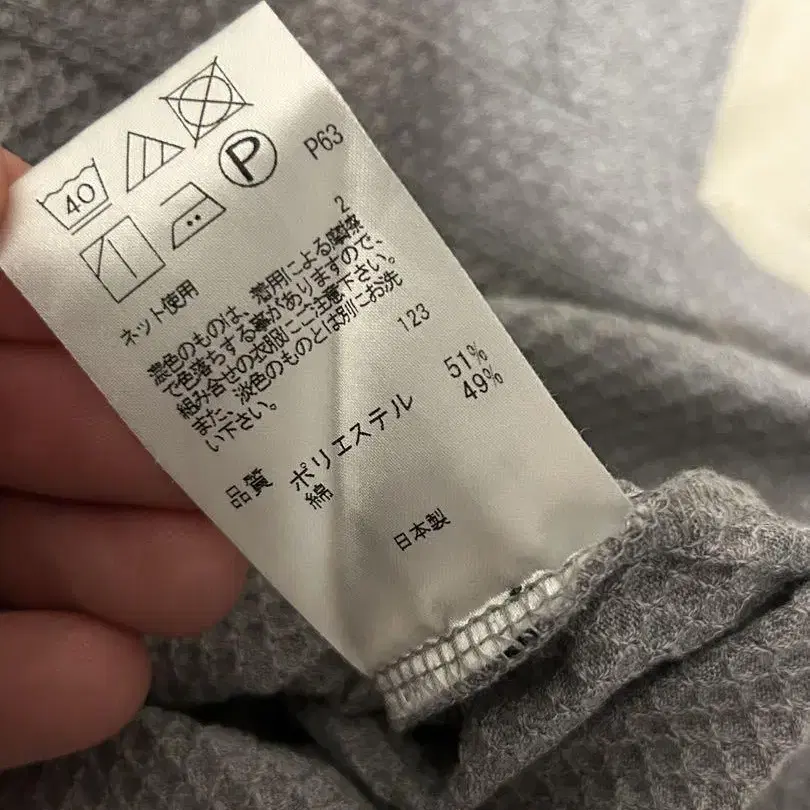 40
P
P63
ネット使用
2
濃色のものは、着用による摩擦
で色落ちする事がありますので、
組み合せの衣服にご注意下さい。
また、淡色のものとは別にお洗
い下さい。
123
品質 ポリエステル 51%
綿 49%
日本製